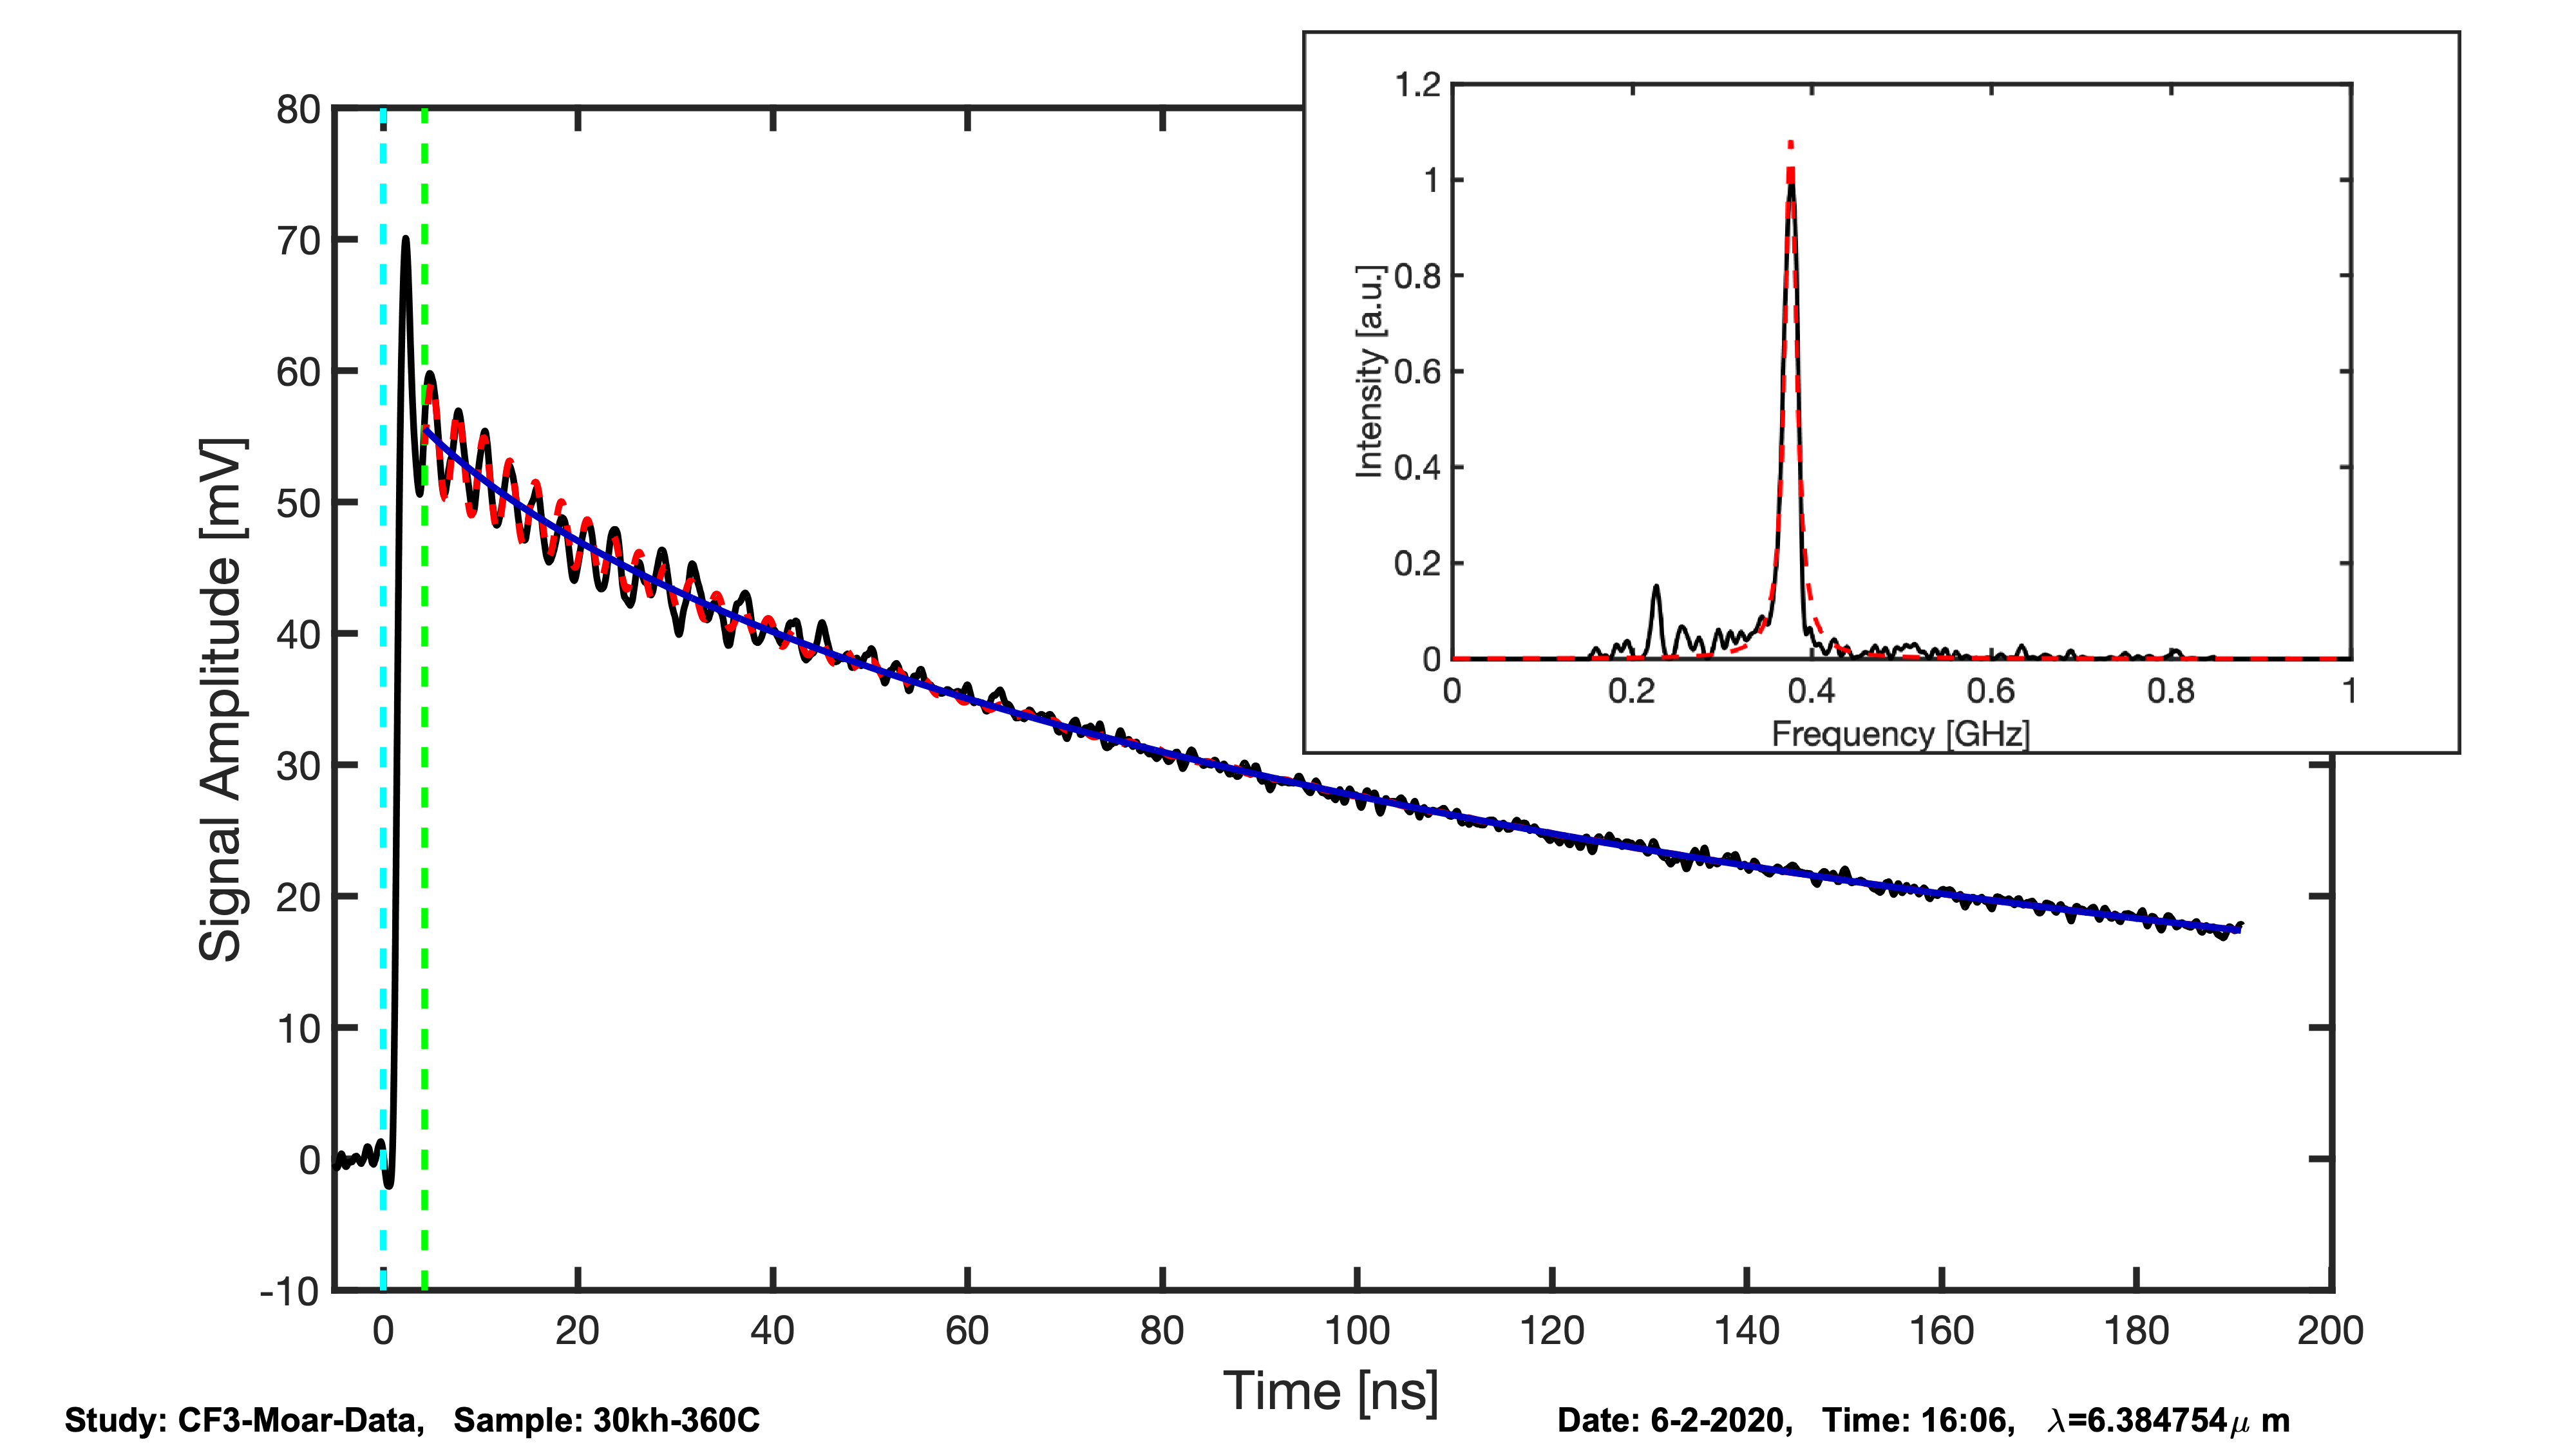 1.2
1
0.8
0.6
0.4
0.2
0
Intensity [a.u.]
0 0.2 0.4 0.6 0.8 1
Frequency [GHz]
80
70
60
50
40
30
20
10
0
-10
Signal Amplitude [mV]
0 20 40 60 80 100 120 140 160 180 200
Time [ns]
Study: CF3-Moar-Data, Sample: 30kh-360C
Date: 6-2-2020, Time: 16:06, λ=6.384754μ m